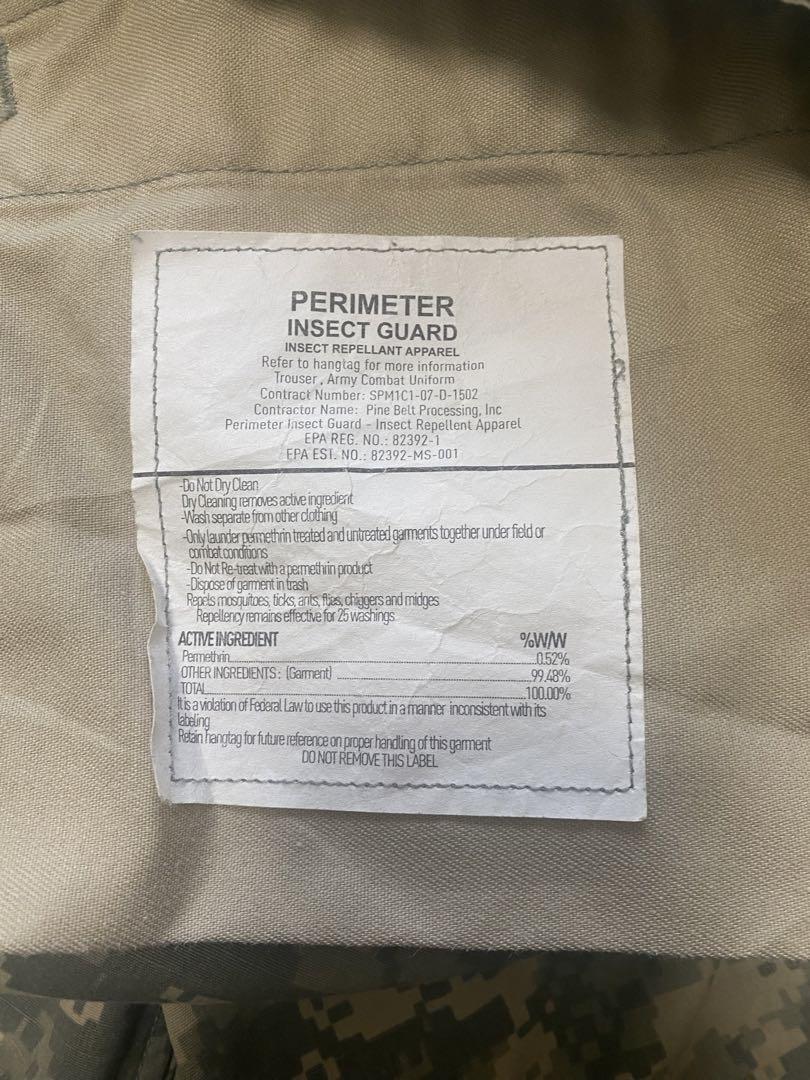 PERIMETER
INSECT GUARD
INSECT REPELLANT APPAREL
Refer to hangtag for more information
Trouser, Army Combat Uniform
Contract Number: SPM1C1-07-D-1502
Contractor Name: Pine Belt Processing, Inc
Perimeter Insect Guard - Insect Repellent Apparel
EPA REG. NO.: 82392-1
EPA EST. NO.: 82392-MS-001
-Do Not Dry Clean
Dry Cleaning removes active ingredient
-Wash separate from other clothing
-Only launder permethrin treated and untreated garments together under field or
combat conditions
-Do Not Re-treat with a permethrin product
-Dispose of garment in trash
Repels mosquitoes, ticks, ants, flies, chiggers and midges
Repellency remains effective for 25 washings
ACTIVE INGREDIENT %W/W
Permethrin 0.52%
OTHER INGREDIENTS: (Garment) 99.48%
TOTAL 100.00%
It is a violation of Federal Law to use this product in a manner inconsistent with its
labeling
Retain hangtag for future reference on proper handling of this garment
DO NOT REMOVE THIS LABEL